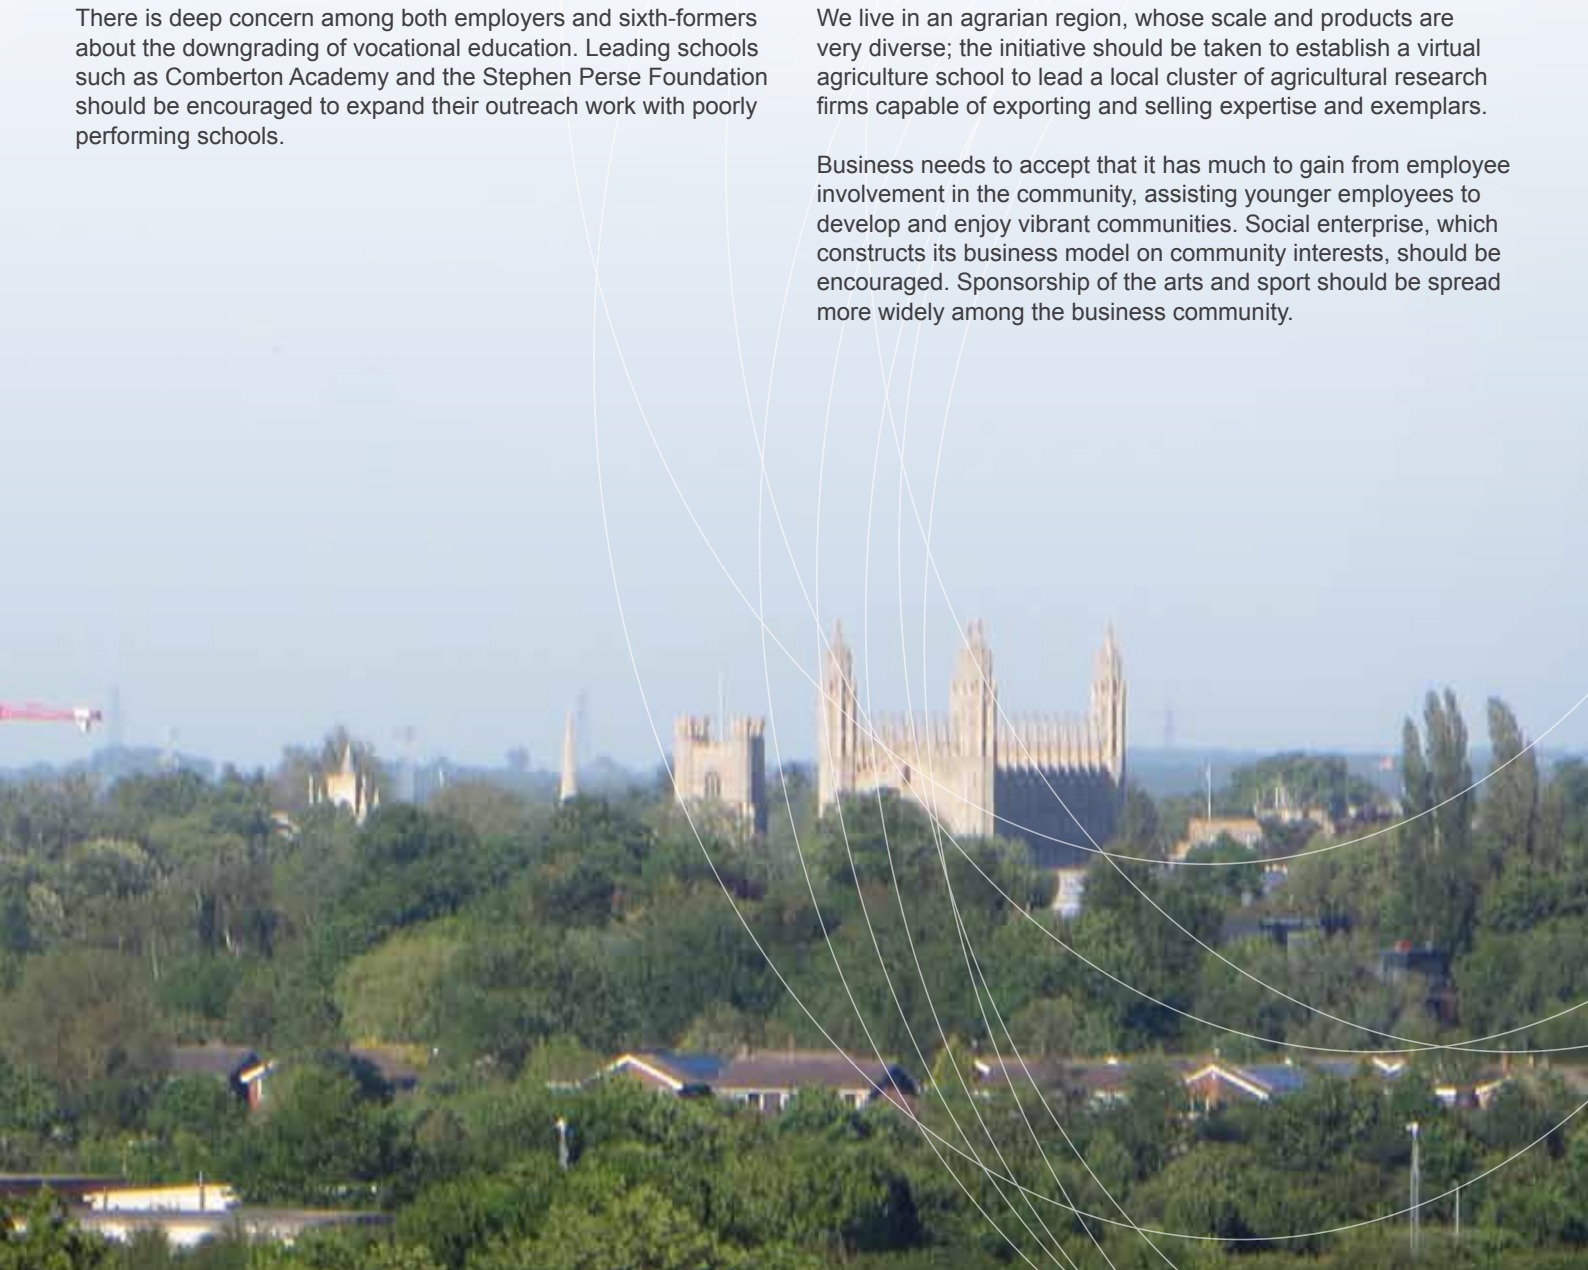 There is deep concern among both employers and sixth-formers
about the downgrading of vocational education. Leading schools
such as Comberton Academy and the Stephen Perse Foundation
should be encouraged to expand their outreach work with poorly
performing schools.
We live in an agrarian region, whose scale and products are
very diverse; the initiative should be taken to establish a virtual
agriculture school to lead a local cluster of agricultural research
firms capable of exporting and selling expertise and exemplars.
Business needs to accept that it has much to gain from employee
involvement in the community, assisting younger employees to
develop and enjoy vibrant communities. Social enterprise, which
constructs its business model on community interests, should be
encouraged. Sponsorship of the arts and sport should be spread
more widely among the business community.